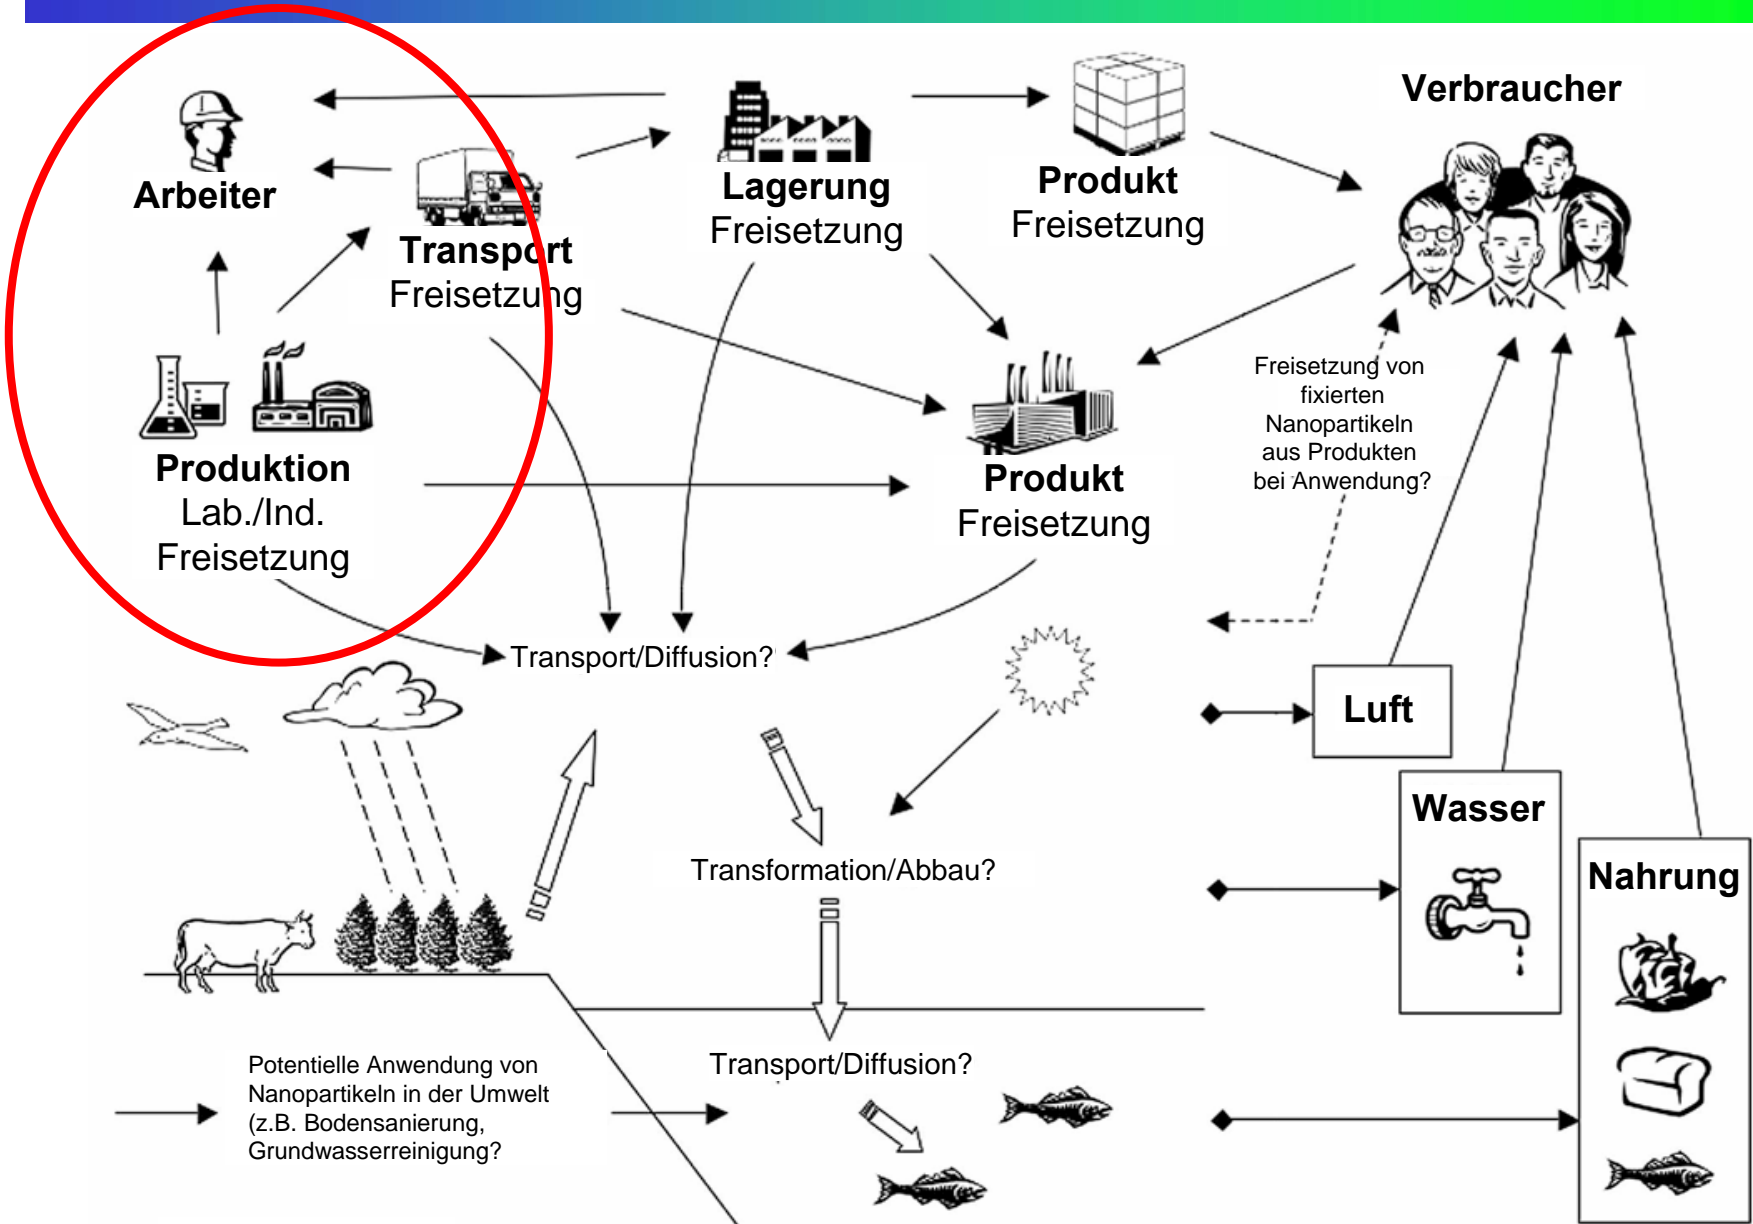 Verbraucher
Arbeiter
Transport
Freisetzung
Lagerung
Freisetzung
Produkt
Freisetzung
Produktion
Lab./Ind.
Freisetzung
Produkt
Freisetzung
Freisetzung von
fixierten
Nanopartikeln
aus Produkten
bei Anwendung?
Transport/Diffusion?
Luft
Wasser
Nahrung
Transformation/Abbau?
Transport/Diffusion?
Potentielle Anwendung von
Nanopartikeln in der Umwelt
(z.B. Bodensanierung,
Grundwasserreinigung?